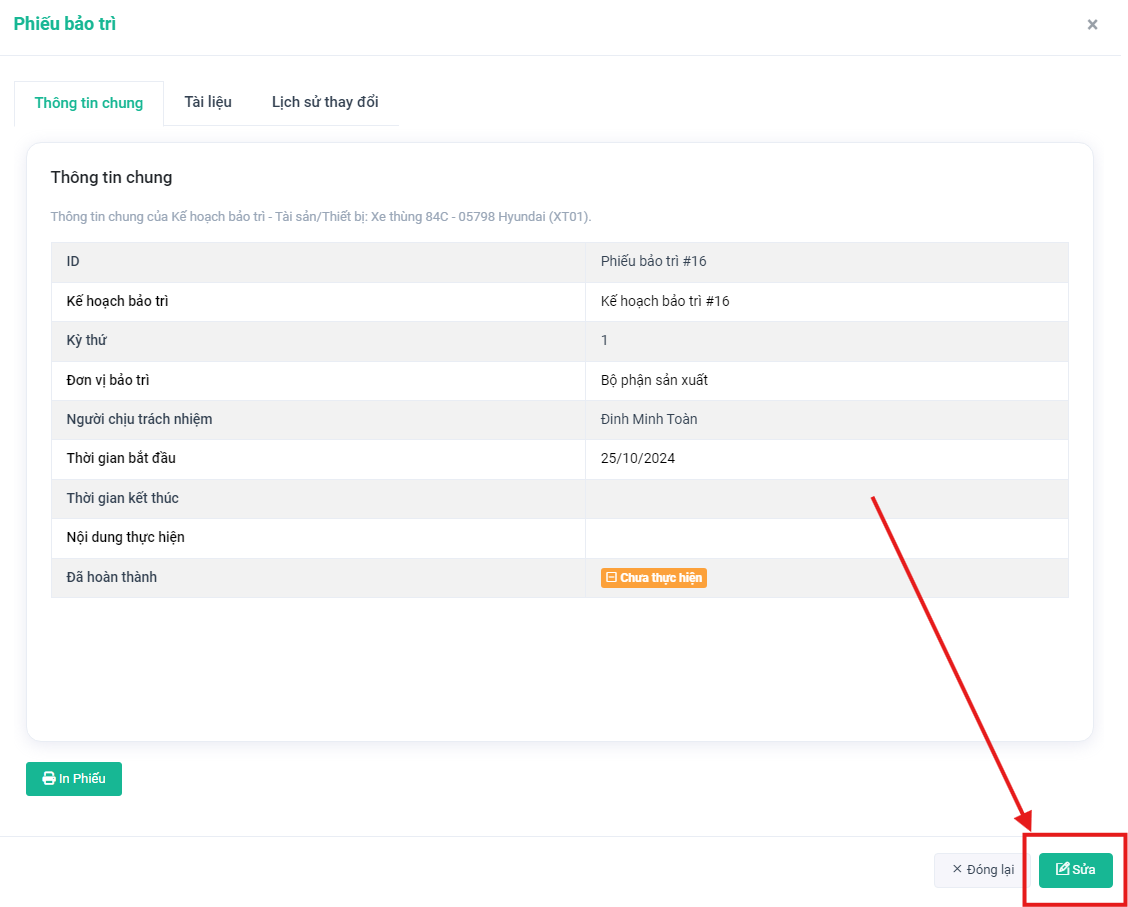 Phiếu bảo trì
×
Thông tin chung Tài liệu Lịch sử thay đổi
Thông tin chung
Thông tin chung của Kế hoạch bảo trì - Tài sản/Thiết bị: Xe thùng 84C - 05798 Hyundai (XT01).
ID Phiếu bảo trì #16
Kế hoạch bảo trì Kế hoạch bảo trì #16
Kỳ thứ 1
Đơn vị bảo trì Bộ phận sản xuất
Người chịu trách nhiệm Đinh Minh Toàn
Thời gian bắt đầu 25/10/2024
Thời gian kết thúc
Nội dung thực hiện
Đã hoàn thành Chưa thực hiện
In Phiếu
× Đóng lại Sửa